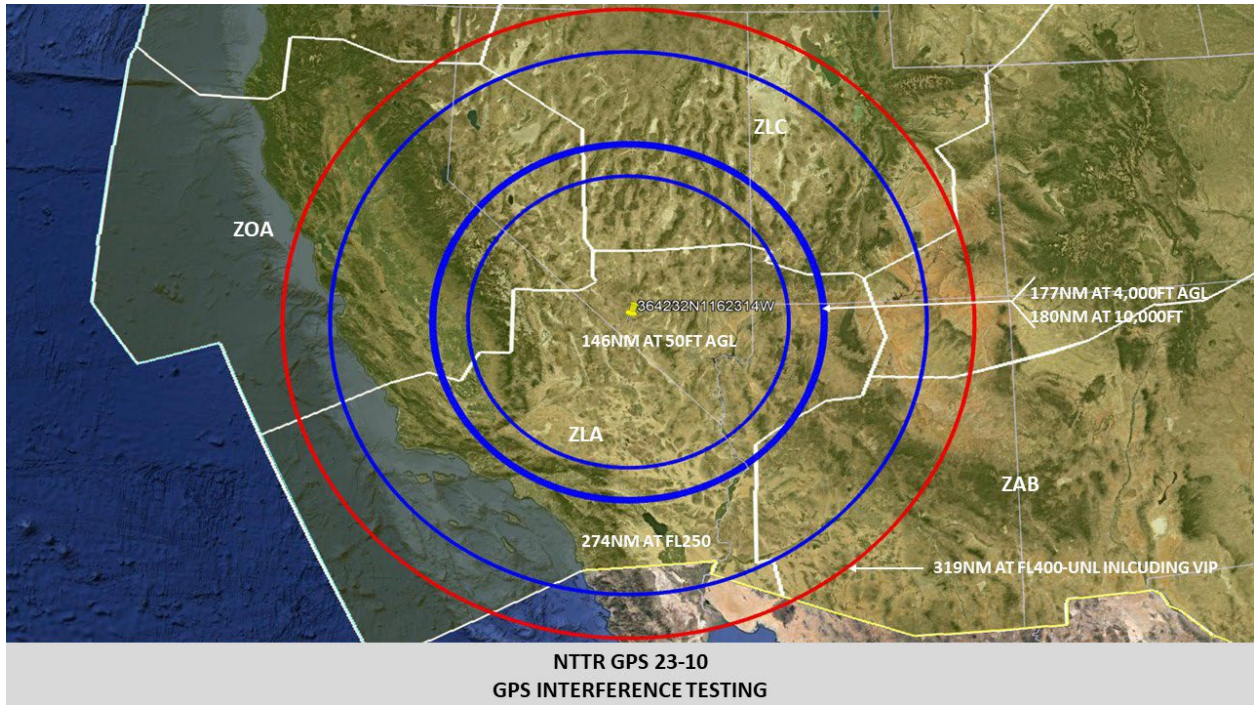 ZLC
ZOA
364232N1162314W
177NM AT 4,000FT AGL
180NM AT 10,000FT
146NM AT 50FT AGL
ZLA
ZAB
274NM AT FL250
319NM AT FL400-UNL INLCUDING VIP
NTTR GPS 23-10
GPS INTERFERENCE TESTING